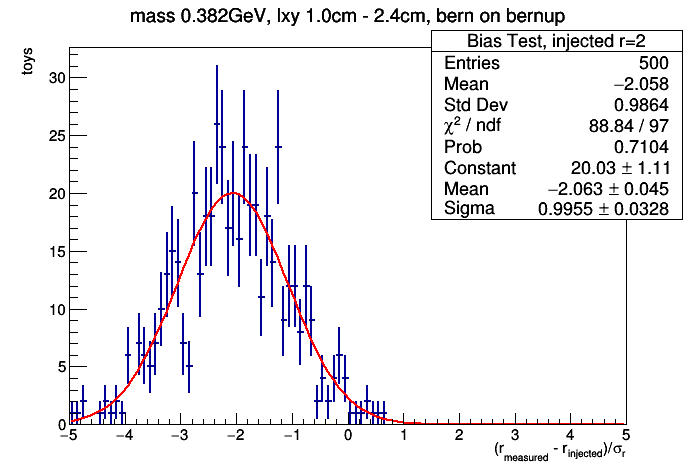 mass 0.382GeV, lxy 1.0cm - 2.4cm, bern on bernup
toys
Bias Test, injected r=2
Entries 500
Mean −2.058
Std Dev 0.9864
χ² / ndf 88.84 / 97
Prob 0.7104
Constant 20.03 ± 1.11
Mean −2.063 ± 0.045
Sigma 0.9955 ± 0.0328
30
25
20
15
10
5
0
−5 −4 −3 −2 −1 0 1 2 3 4 5
(r_measured - r_injected)/σ_r